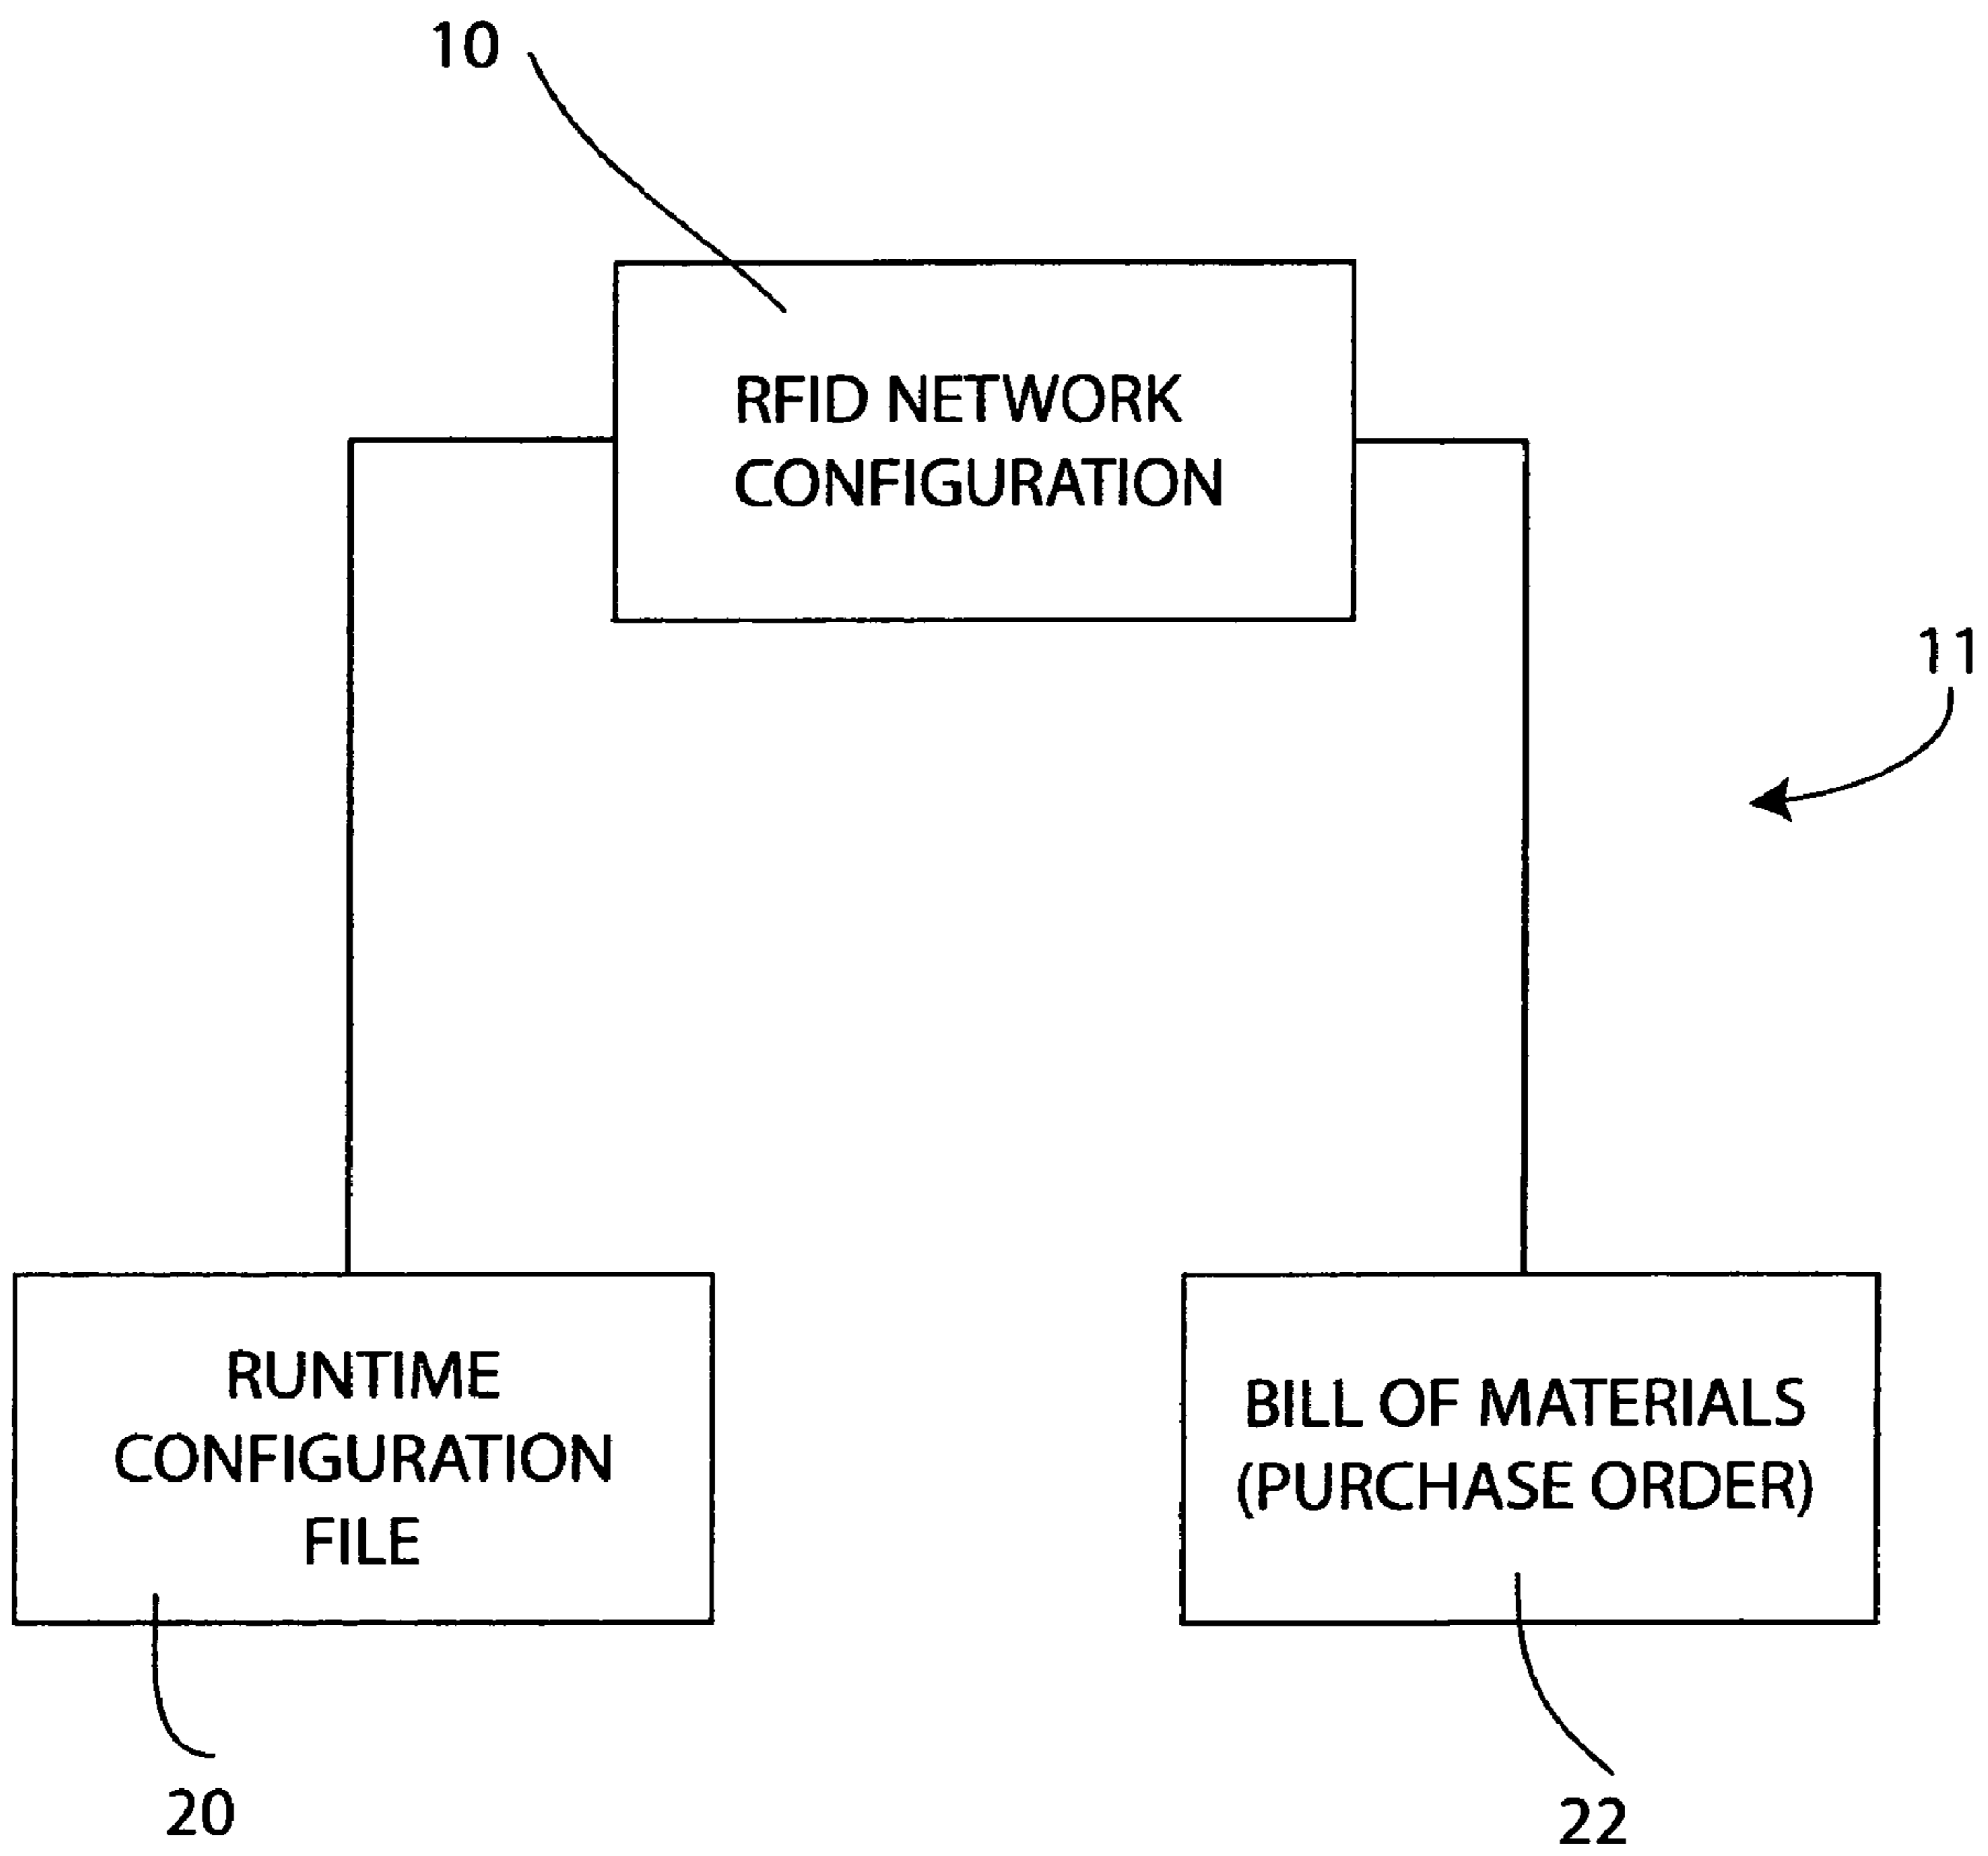 10
RFID NETWORK
CONFIGURATION
11
RUNTIME
CONFIGURATION
FILE
BILL OF MATERIALS
(PURCHASE ORDER)
20
22